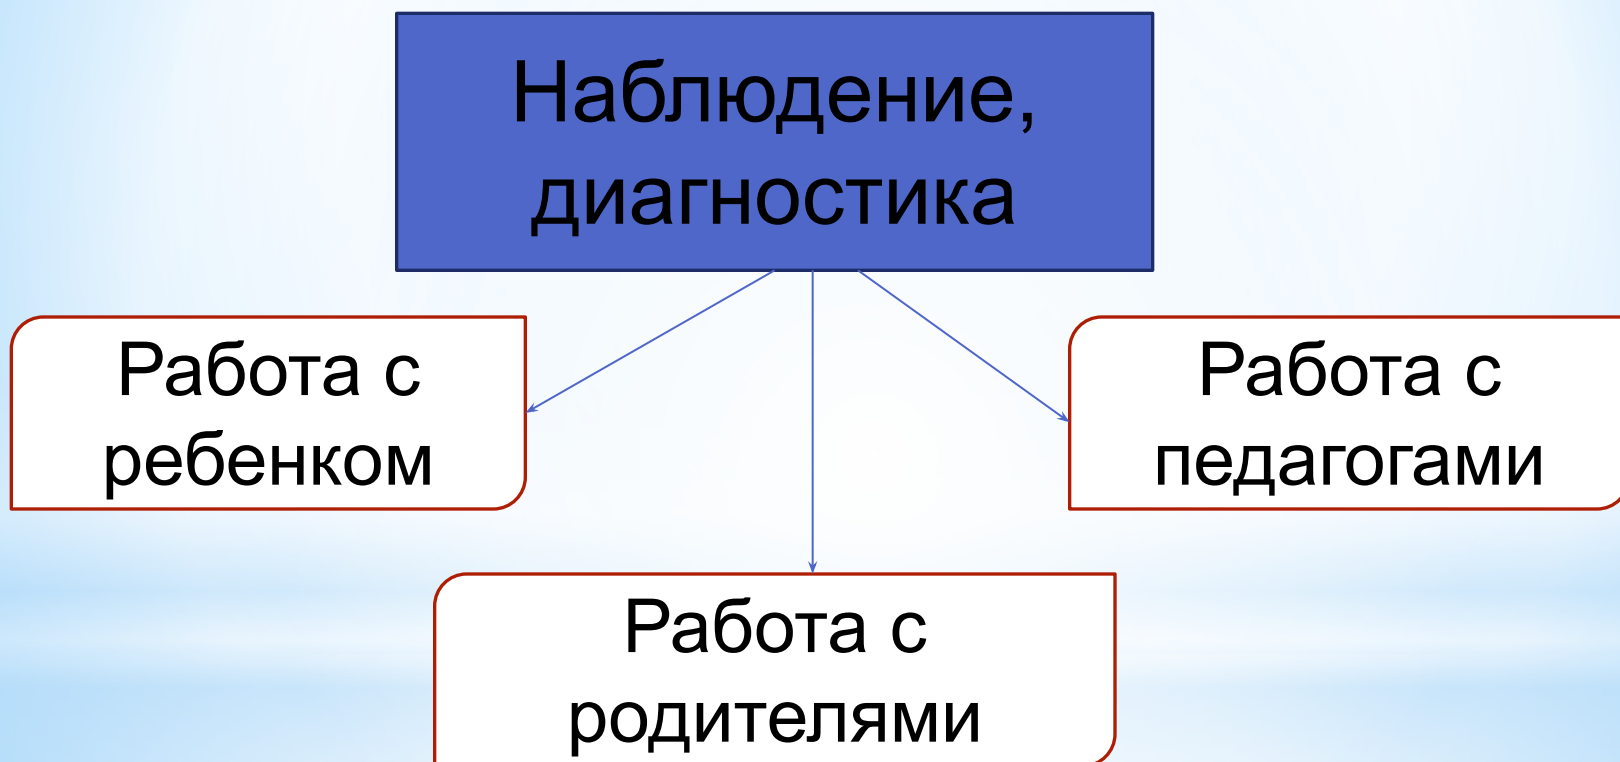 Наблюдение,
диагностика
Работа с
ребенком
Работа с
педагогами
Работа с
родителями